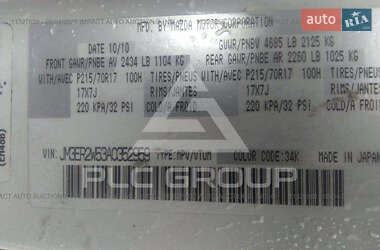 MFD. BY MAZDA MOTOR CORPORATION
DATE 10/10 GVWR/PNBV 4685 LB 2125 KG
FRONT GAWR/PNBE AV 2434 LB 1104 KG REAR GAWR/PNBE AR 2260 LB 1025 KG
WITH/AVEC P215/70R17 100H TIRES/PNEUS WITH/AVEC P215/70R17 100H TIRES/PNEUS
17X7J RIMS/JANTES 17X7J RIMS/JANTES
220 KPA/32 PSI COLD/A FROID 220 KPA/32 PSI COLD/A FROI
PLC GROUP
VIN: JM3ER2W53A0352959 TYPE:MPV/VTUM COLOR CODE:34K
MADE IN JAPAN